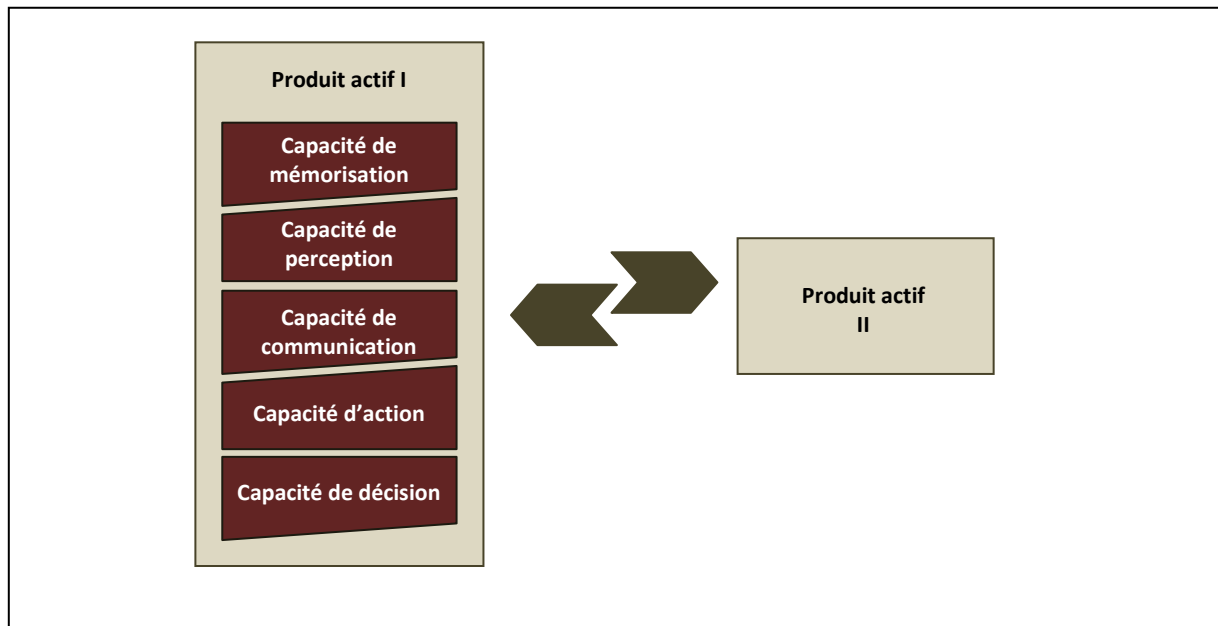 Produit actif I
Capacité de
mémorisation
Capacité de
perception
Capacité de
communication
Capacité d’action
Capacité de décision
Produit actif
II